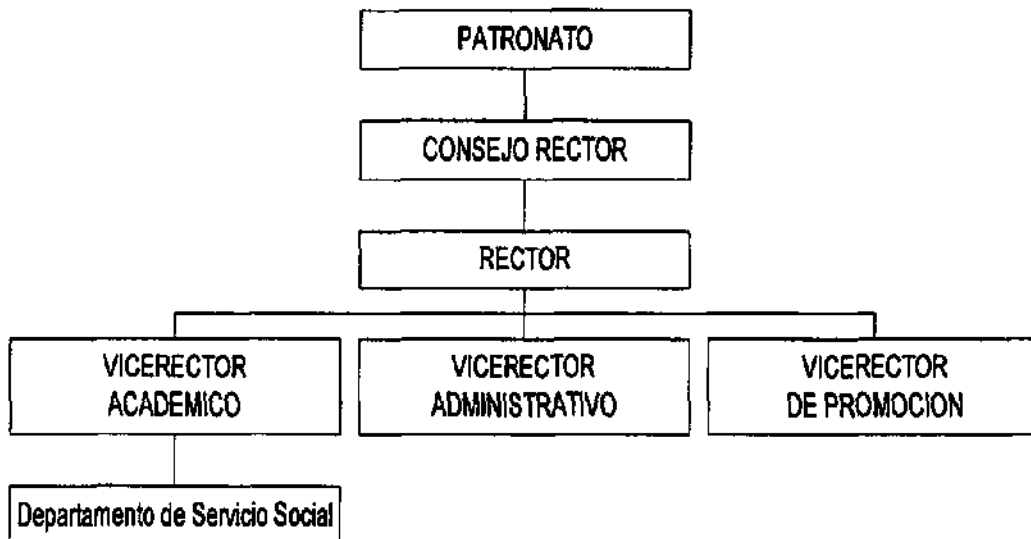 PATRONATO
CONSEJO RECTOR
RECTOR
VICERECTOR
ACADEMICO
VICERECTOR
ADMINISTRATIVO
VICERECTOR
DE PROMOCION
Departamento de Servicio Social